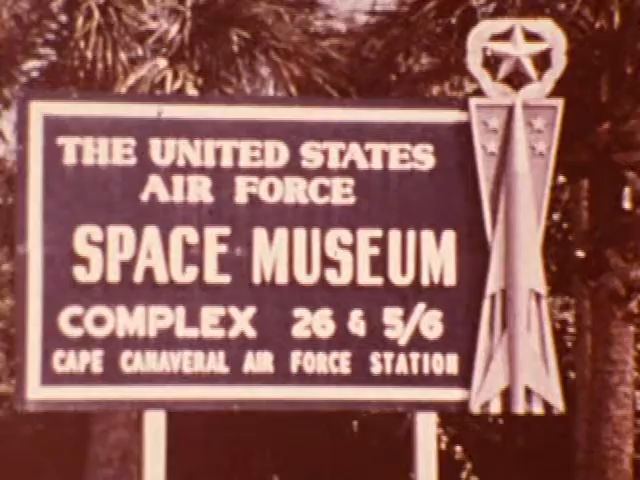 THE UNITED STATES
AIR FORCE
SPACE MUSEUM
COMPLEX 26 & 5/6
CAPE CANAVERAL AIR FORCE STATION